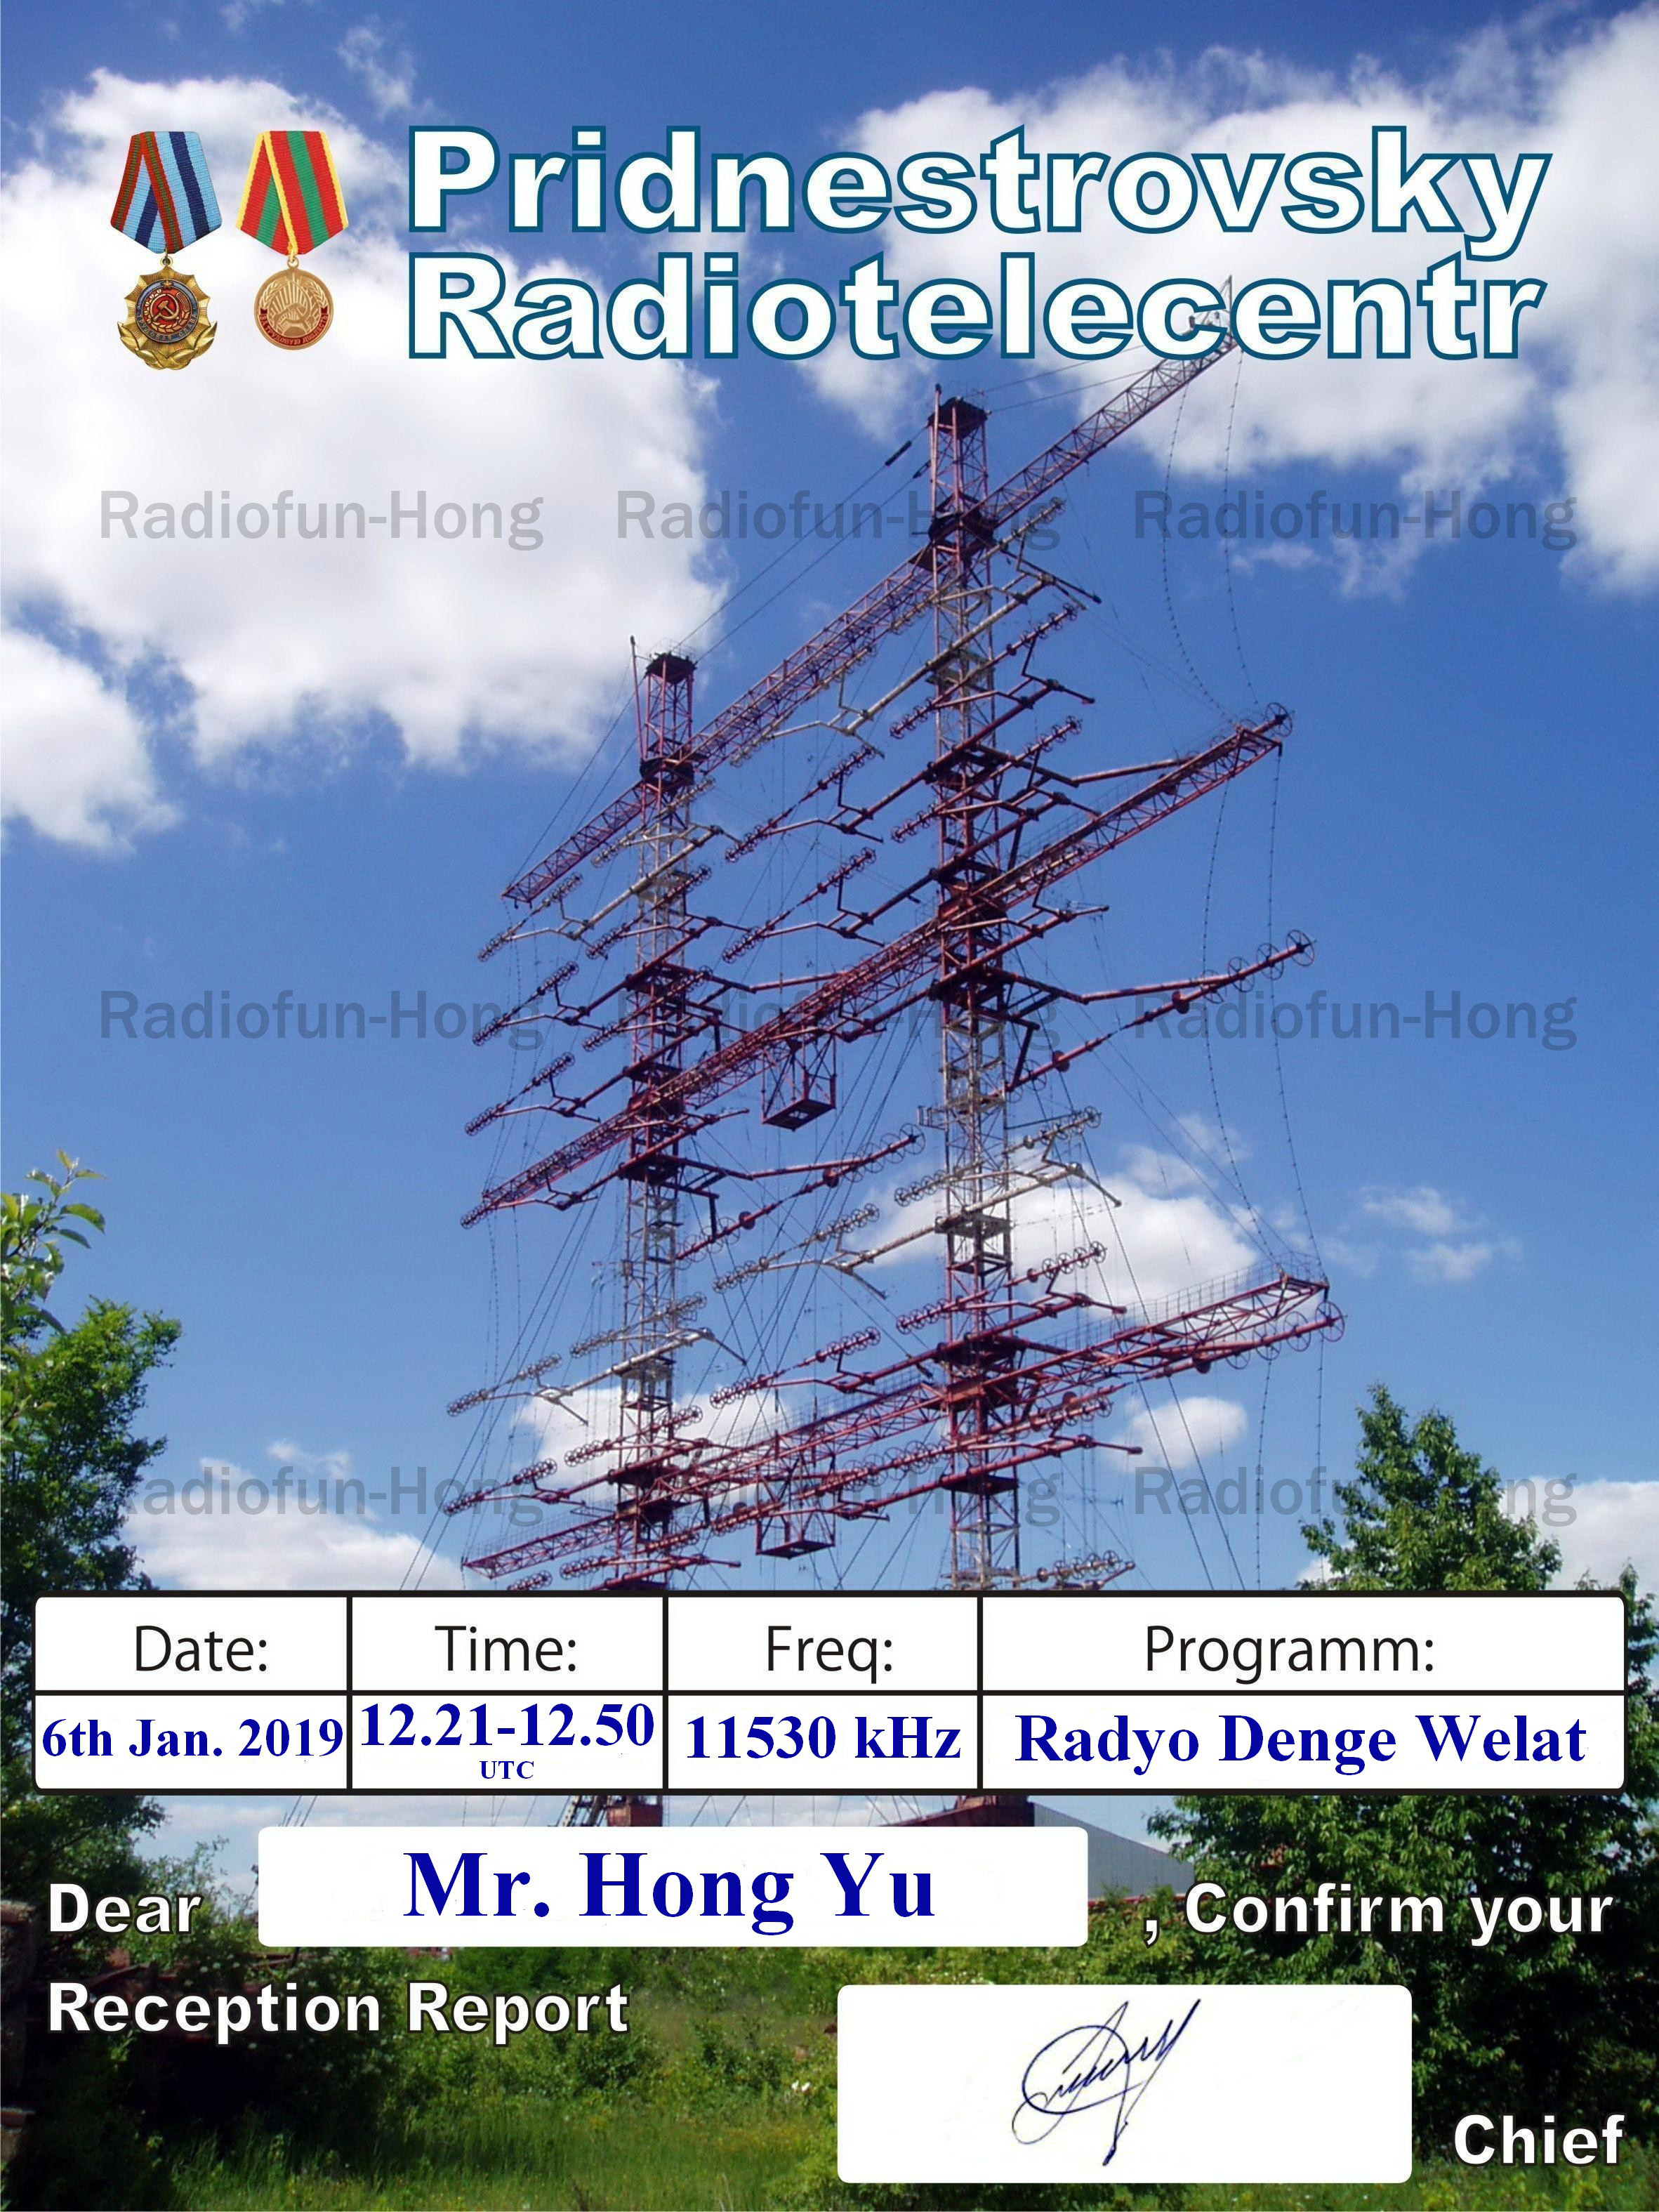 Pridnestrovsky
Radiotelecentr
Radiofun-Hong Radiofun-Hong Radiofun-Hong
Radiofun-Hong Radiofun-Hong Radiofun-Hong
Radiofun-Hong Radiofun-Hong Radiofun-Hong
Date: Time: Freq: Programm:
6th Jan. 2019 12.21-12.50 11530 kHz Radyo Denge Welat
UTC
Dear Mr. Hong Yu , Confirm your
Reception Report
Chief